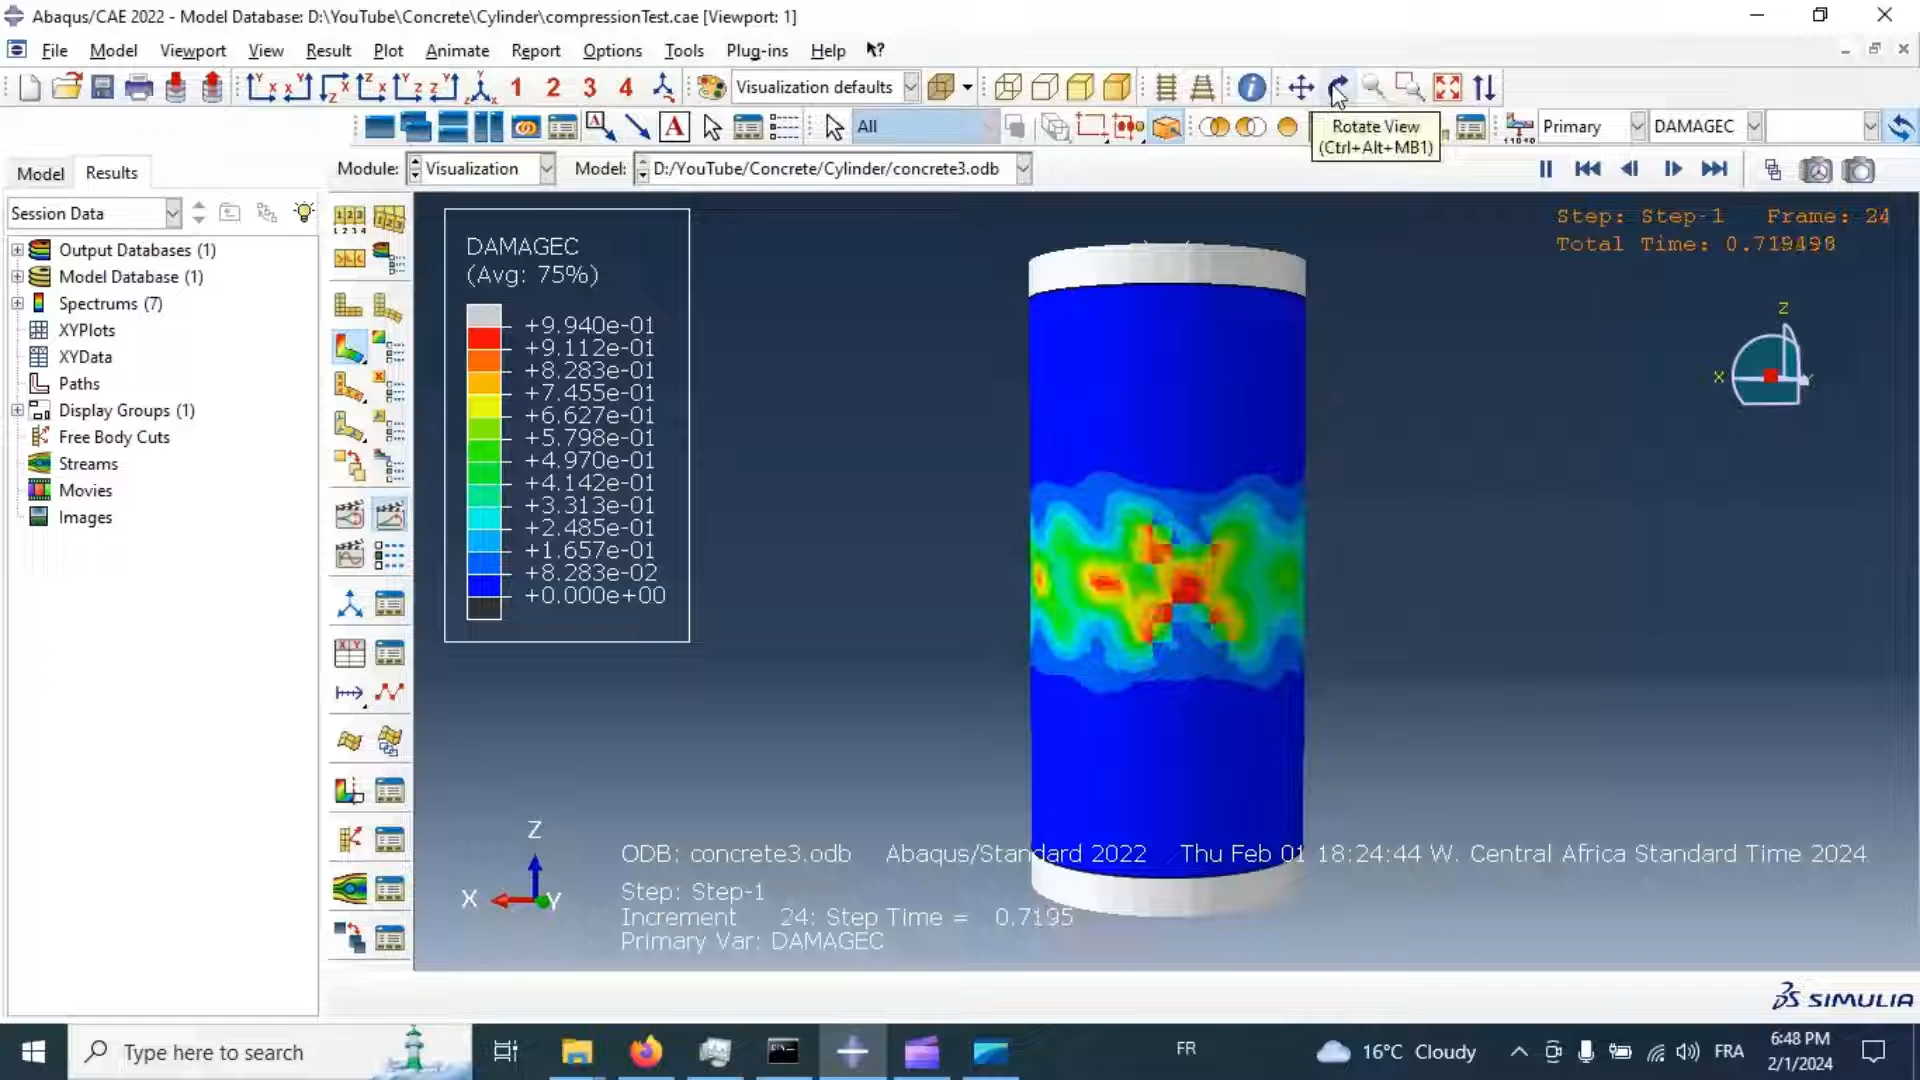 Abaqus/CAE 2022 - Model Database: D:\YouTube\Concrete\Cylinder\compressionTest.cae [Viewport: 1]
File Model Viewport View Result Plot Animate Report Options Tools Plug-ins Help
1 2 3 4 Visualization defaults
All Primary DAMAGEC
Rotate View
(Ctrl+Alt+MB1)
Model Results Module: Visualization Model: D:/YouTube/Concrete/Cylinder/concrete3.odb
Session Data
Output Databases (1)
Model Database (1)
Spectrums (7)
XYPlots
XYData
Paths
Display Groups (1)
Free Body Cuts
Streams
Movies
Images
DAMAGEC
(Avg: 75%)
+9.940e-01
+9.112e-01
+8.283e-01
+7.455e-01
+6.627e-01
+5.798e-01
+4.970e-01
+4.142e-01
+3.313e-01
+2.485e-01
+1.657e-01
+8.283e-02
+0.000e+00
Step: Step-1 Frame: 24
Total Time:
Z
X
Z
X Y
ODB: concrete3.odb Abaqus/Standard 2022 Thu Feb 01 18:24:44 W. Central Africa Standard Time 2024
Step: Step-1
Increment 24: Step Time = 0.7195
Primary Var: DAMAGEC
SIMULIA
Type here to search
FR
16°C Cloudy
FRA
6:48 PM
2/1/2024